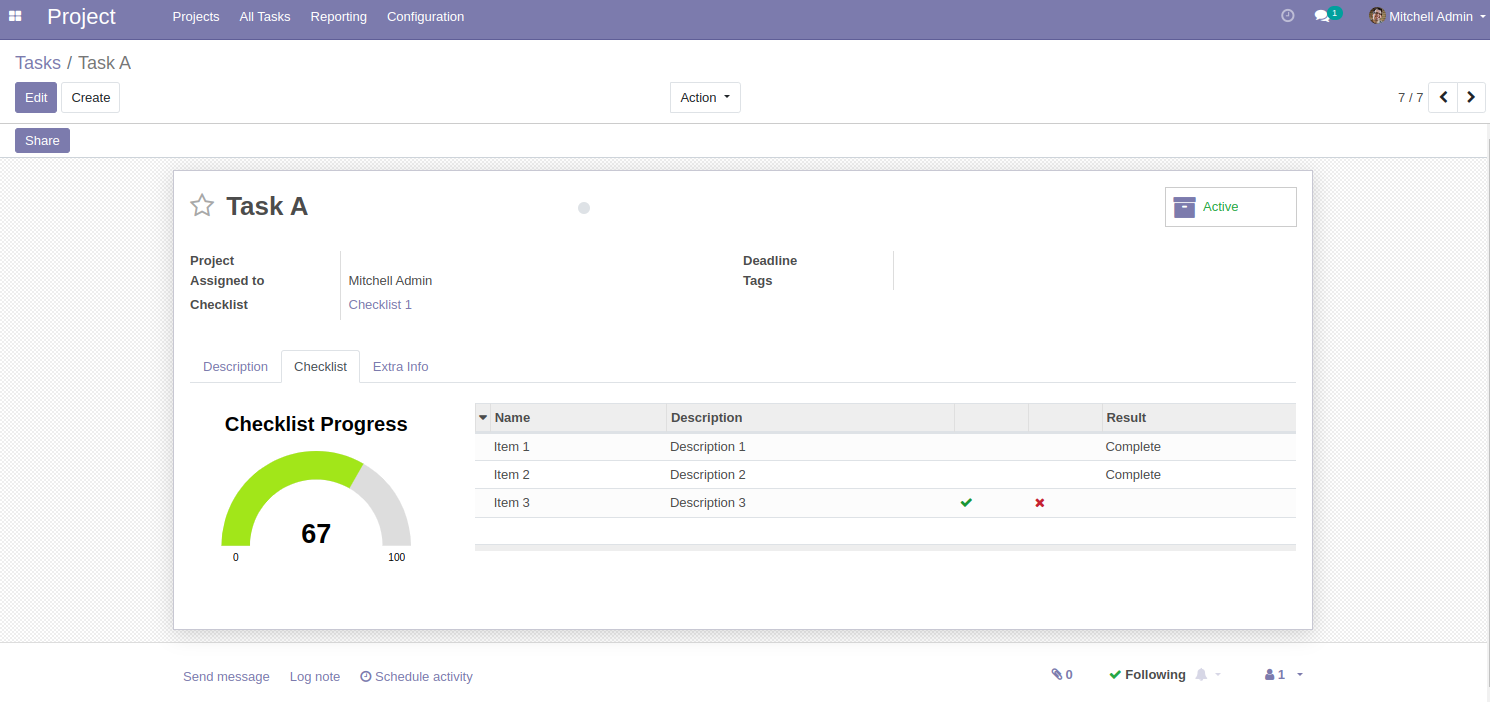 Project Projects All Tasks Reporting Configuration 1 Mitchell Admin
Tasks / Task A
Edit Create Action 7 / 7
Share
Task A Active
Project Deadline
Assigned to Mitchell Admin Tags
Checklist Checklist 1
Description Checklist Extra Info
Checklist Progress
67
0 100
Name Description Result
Item 1 Description 1 Complete
Item 2 Description 2 Complete
Item 3 Description 3
Send message Log note Schedule activity 0 Following 1